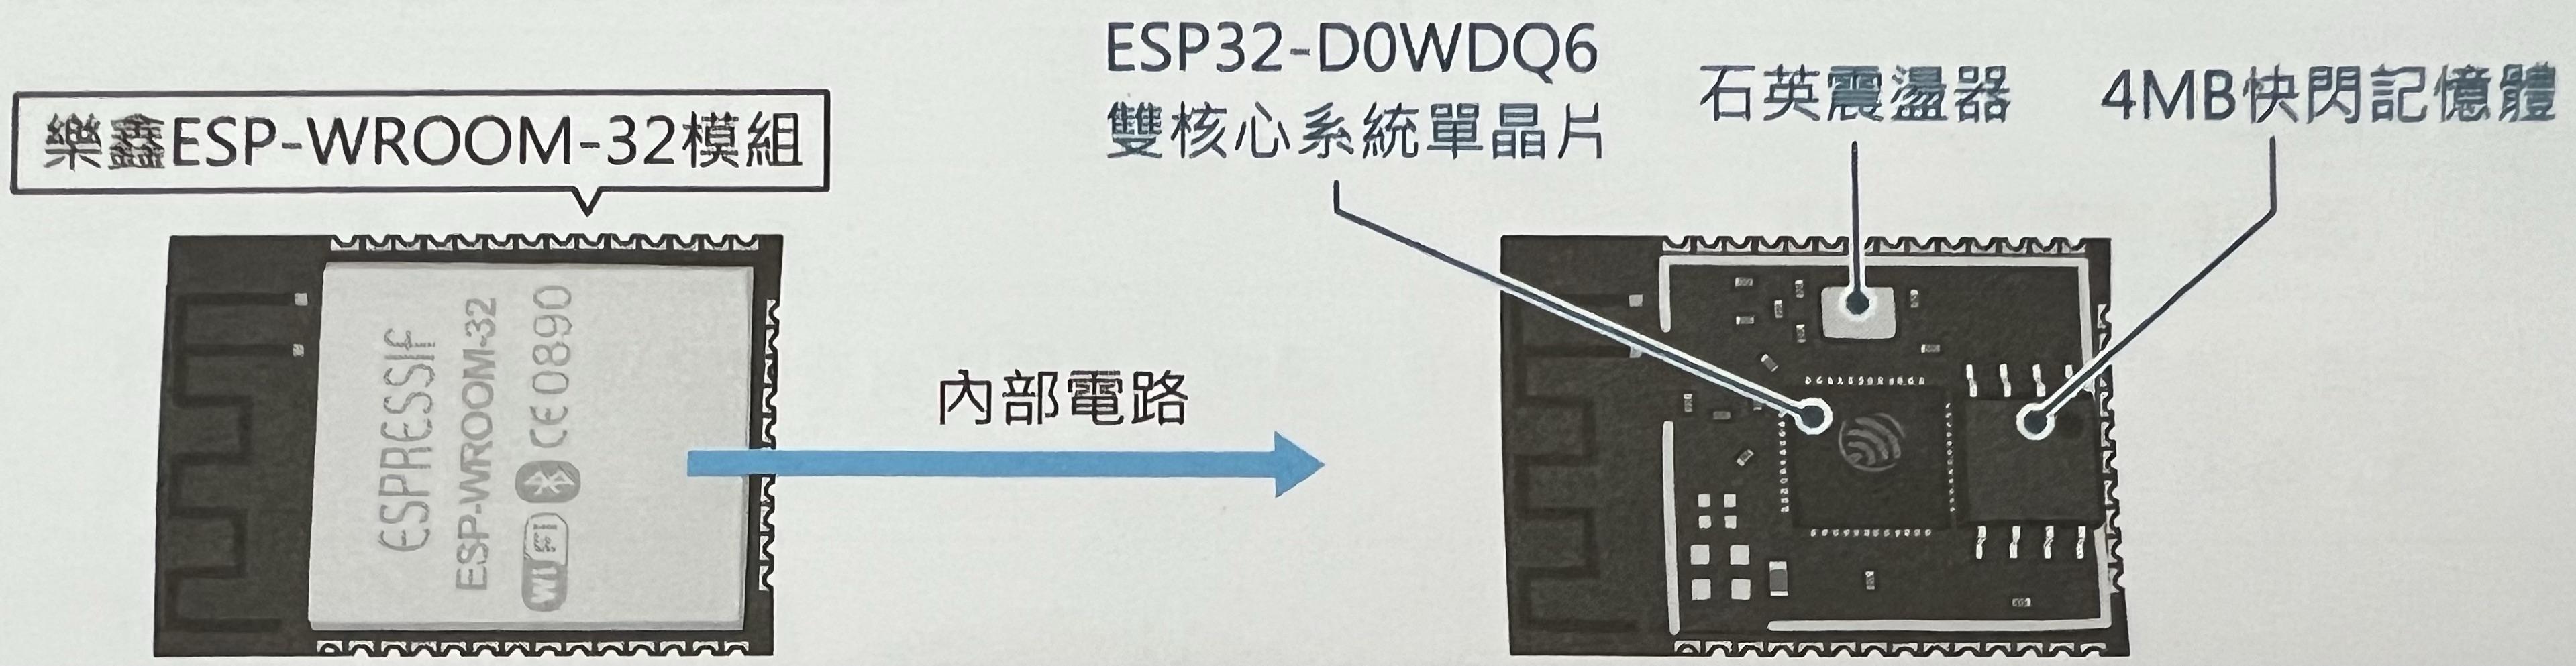 樂鑫ESP-WROOM-32模組
ESP32-D0WDQ6
雙核心系統單晶片
石英震盪器
4MB快閃記憶體
ESPRESSIF
ESP-WROOM-32
WiFi
CE0890
內部電路